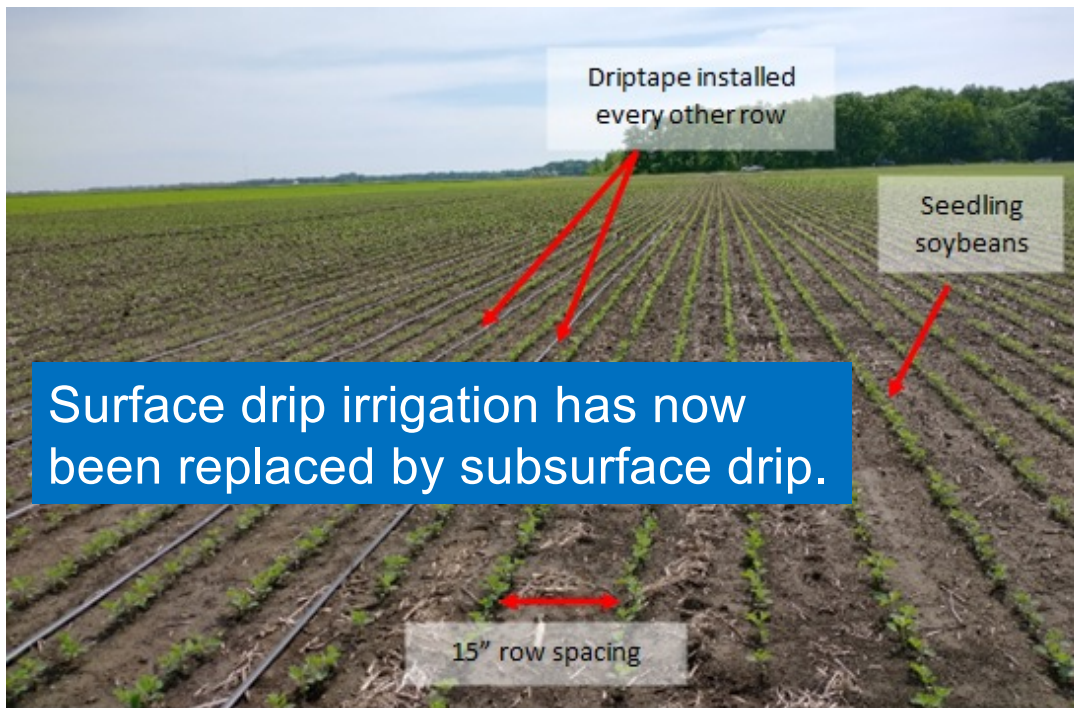 Driptape installed
every other row
Seedling
soybeans
Surface drip irrigation has now
been replaced by subsurface drip.
15" row spacing